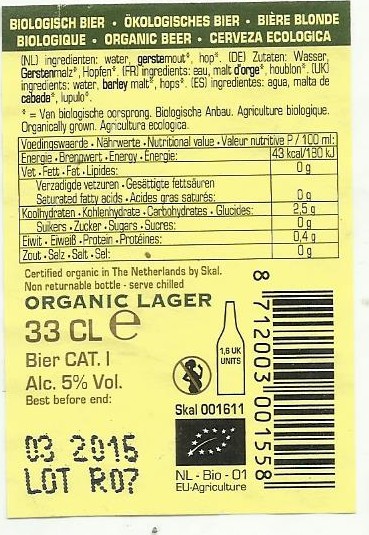 BIOLOGISCH BIER • ÖKOLOGISCHES BIER • BIÈRE BLONDE
BIOLOGIQUE • ORGANIC BEER • CERVEZA ECOLOGICA
(NL) ingredienten: water, gerstemout*, hop*. (DE) Zutaten: Wasser,
Gerstenmalz*, Hopfen*. (FR) ingredients: eau, malt d'orge*, houblon*. (UK)
ingredients: water, barley malt*, hops*. (ES) ingredientes: agua, malta de
cebada*, lupulo*.
* = Van biologische oorsprong. Biologische Anbau. Agriculture biologique.
Organically grown. Agricultura ecologica.
Voedingswaarde • Nährwerte • Nutritional value • Valeur nutritive P / 100 ml:
Energie • Brennwert • Energy • Énergie: 43 kcal/180 kJ
Vet • Fett • Fat • Lipides: 0 g
Verzadigde vetzuren • Gesättigte fettsäuren
Saturated fatty acids • Acides gras saturés: 0 g
Koolhydraten • Kohlenhydrate • Carbohydrates • Glucides: 2,5 g
Suikers • Zucker • Sugars • Sucres: 0 g
Eiwit • Eiweiß • Protein • Protéines: 0,4 g
Zout • Salz • Salt • Sel: 0 g
Certified organic in The Netherlands by Skal.
Non returnable bottle - serve chilled
ORGANIC LAGER
33 CL e
Bier CAT. I
Alc. 5% Vol.
Best before end:
03 2015
LOT R07
1,6 UK
UNITS
Skal 001611
NL - Bio - 01
EU-Agriculture
8 712003 001558